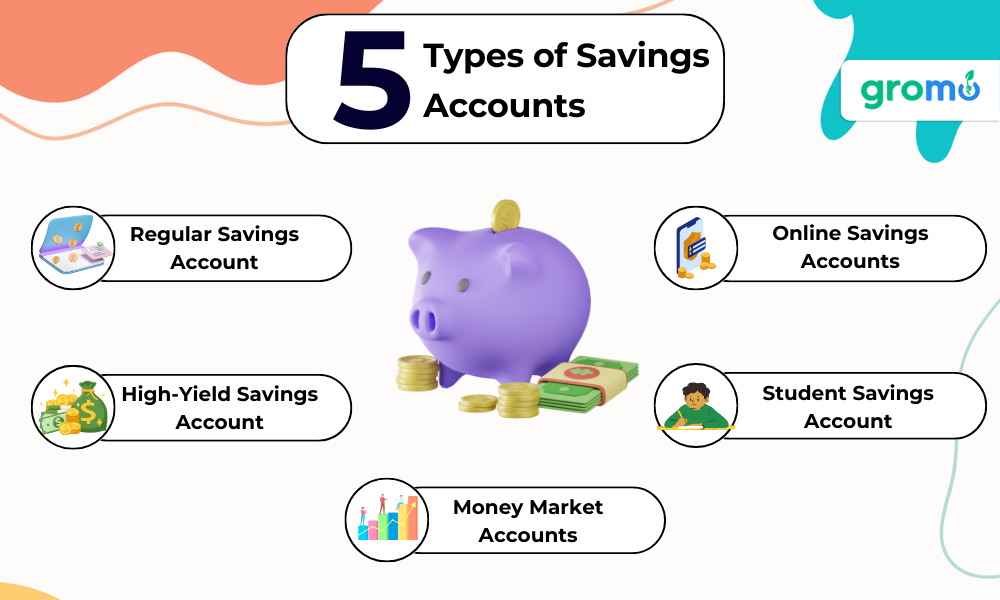 5
Types of Savings
Accounts
gromo
Regular Savings
Account
Online Savings
Accounts
High-Yield Savings
Account
$
Student Savings
Account
Money Market
Accounts